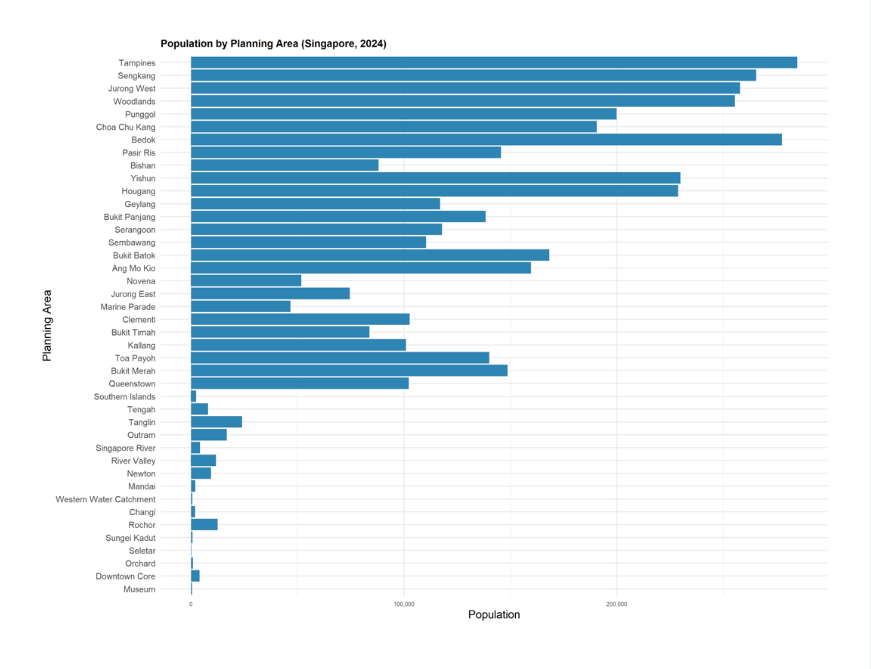 Population by Planning Area (Singapore, 2024)
Tampines
Sengkang
Jurong West
Woodlands
Punggol
Choa Chu Kang
Bedok
Pasir Ris
Bishan
Yishun
Hougang
Geylang
Bukit Panjang
Serangoon
Sembawang
Bukit Batok
Ang Mo Kio
Novena
Jurong East
Marine Parade
Clementi
Bukit Timah
Kallang
Toa Payoh
Bukit Merah
Queenstown
Southern Islands
Tengah
Tanglin
Outram
Singapore River
River Valley
Newton
Mandai
Western Water Catchment
Changi
Rochor
Sungei Kadut
Seletar
Orchard
Downtown Core
Museum
Planning Area
0 100,000 200,000
Population